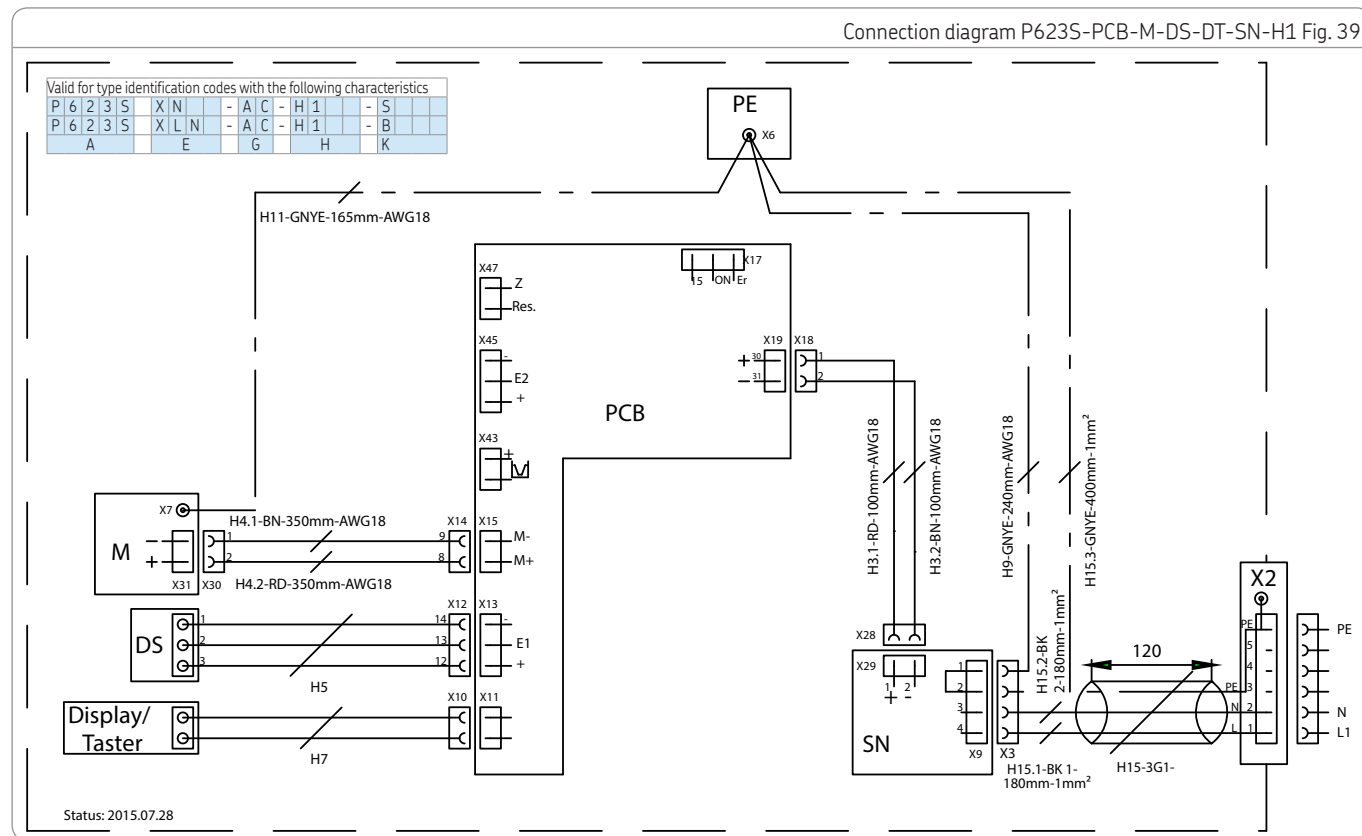 Connection diagram P623S-PCB-M-DS-DT-SN-H1 Fig. 39
Valid for type identification codes with the following characteristics
P 6 2 3 S X N - A C - H 1 - S
P 6 2 3 S X L N - A C - H 1 - B
A E G H K
PE
X6
H11-GNYE-165mm-AWG18
X47
Z
Res.
X17
15 ON Er
X45
-
E2
+
X19 X18
+ 30 1
- 31 2
PCB
X43
+
H3.1-RD-100mm-AWG18
H3.2-BN-100mm-AWG18
H9-GNYE-240mm-AWG18
H15.3-GNYE-400mm-1mm²
X7
H4.1-BN-350mm-AWG18
X14 X15
M
- 1 9 M-
+ 2 8 M+
X31 X30
H4.2-RD-350mm-AWG18
X12 X13
DS
1 14 -
2 13 E1
3 12 +
H5
X10 X11
Display/
Taster
H7
X28
X29
1 2
+ -
SN
1
2
3
4
X9 X3
H15.2-BK
2-180mm-1mm²
H15.1-BK 1-
180mm-1mm²
120
H15-3G1-
X2
PE PE
5
4
PE 3
N 2 N
L 1 L1
Status: 2015.07.28